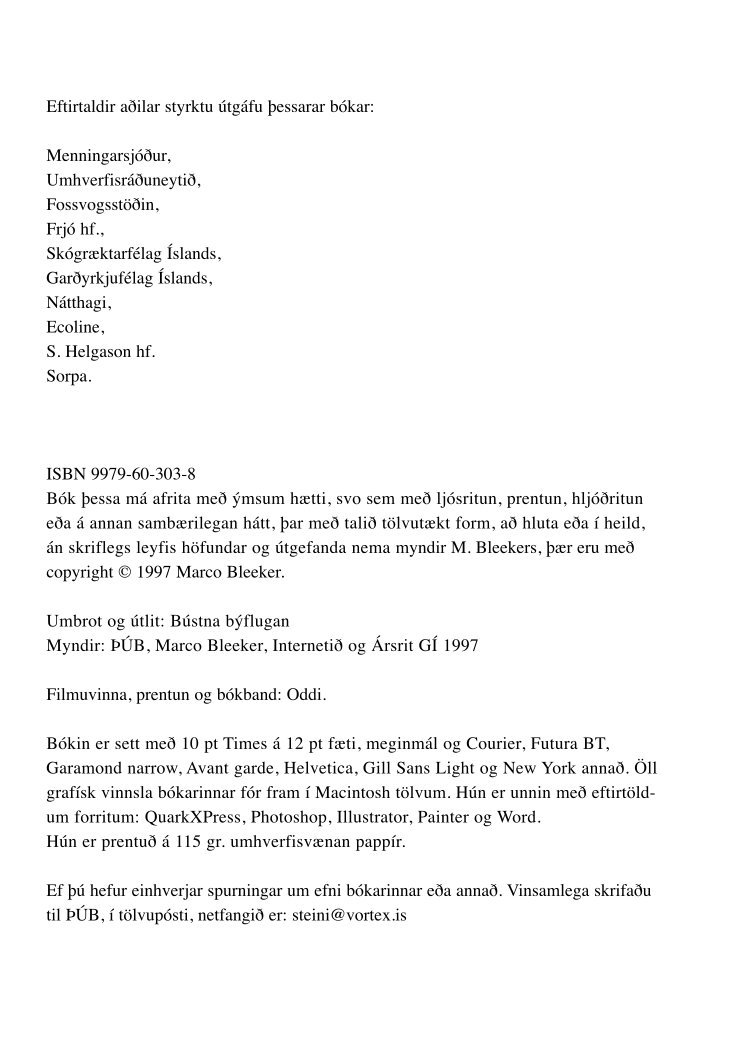 Eftirtaldir aðilar styrktu útgáfu þessarar bókar:
Menningarsjóður,
Umhverfisráðuneytið,
Fossvogsstöðin,
Frjó hf.,
Skógræktarfélag Íslands,
Garðyrkjufélag Íslands,
Nátthagi,
Ecoline,
S. Helgason hf.
Sorpa.
ISBN 9979-60-303-8
Bók þessa má afrita með ýmsum hætti, svo sem með ljósritun, prentun, hljóðritun
eða á annan sambærilegan hátt, þar með talið tölvutækt form, að hluta eða í heild,
án skriflegs leyfis höfundar og útgefanda nema myndir M. Bleekers, þær eru með
copyright © 1997 Marco Bleeker.
Umbrot og útlit: Bústna býflugan
Myndir: ÞÚB, Marco Bleeker, Internetið og Ársrit GÍ 1997
Filmuvinna, prentun og bókband: Oddi.
Bókin er sett með 10 pt Times á 12 pt fæti, meginmál og Courier, Futura BT,
Garamond narrow, Avant garde, Helvetica, Gill Sans Light og New York annað. Öll
grafísk vinnsla bókarinnar fór fram í Macintosh tölvum. Hún er unnin með eftirtöld-
um forritum: QuarkXPress, Photoshop, Illustrator, Painter og Word.
Hún er prentuð á 115 gr. umhverfisvænan pappír.
Ef þú hefur einhverjar spurningar um efni bókarinnar eða annað. Vinsamlega skrifaðu
til ÞÚB, í tölvupósti, netfangið er: steini@vortex.is